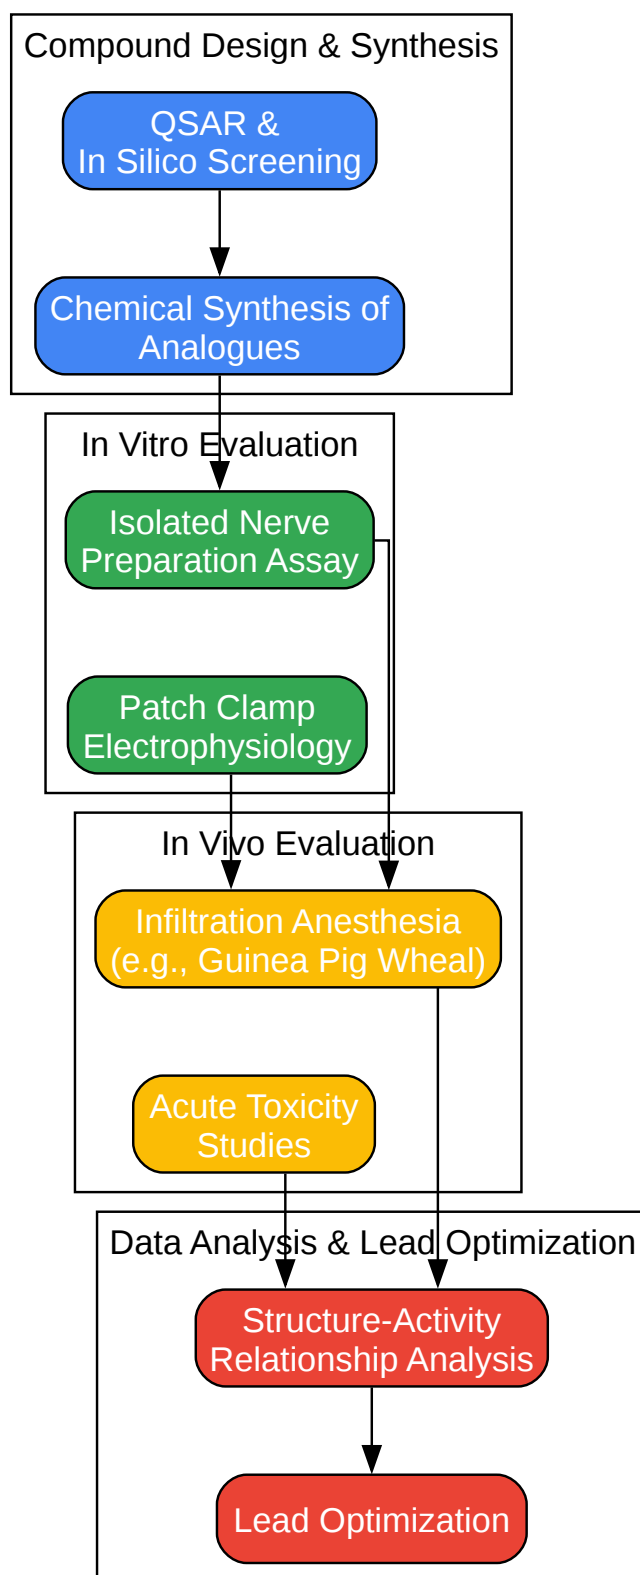 Compound Design & Synthesis
QSAR &
In Silico Screening
Chemical Synthesis of
Analogues
In Vitro Evaluation
Isolated Nerve
Preparation Assay
Patch Clamp
Electrophysiology
In Vivo Evaluation
Infiltration Anesthesia
(e.g., Guinea Pig Wheal)
Acute Toxicity
Studies
Data Analysis & Lead Optimization
Structure-Activity
Relationship Analysis
Lead Optimization